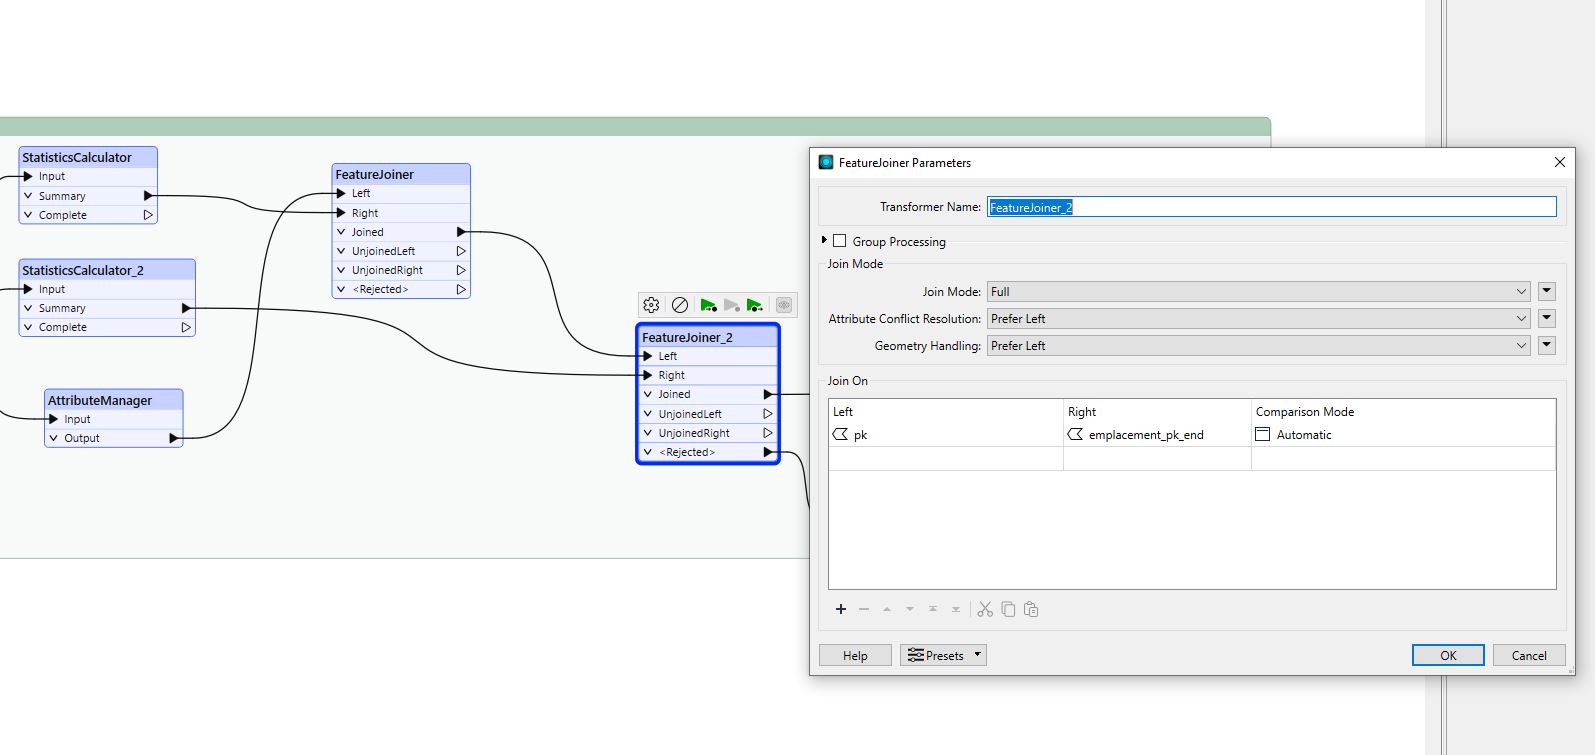 StatisticsCalculator
Input
Summary
Complete
StatisticsCalculator_2
Input
Summary
Complete
AttributeManager
Input
Output
FeatureJoiner
Left
Right
Joined
UnjoinedLeft
UnjoinedRight
<Rejected>
FeatureJoiner_2
Left
Right
Joined
UnjoinedLeft
UnjoinedRight
<Rejected>
FeatureJoiner Parameters
Transformer Name: FeatureJoiner_2
Group Processing
Join Mode
Join Mode: Full
Attribute Conflict Resolution: Prefer Left
Geometry Handling: Prefer Left
Join On
Left Right Comparison Mode
pk emplacement_pk_end Automatic
Help Presets OK Cancel